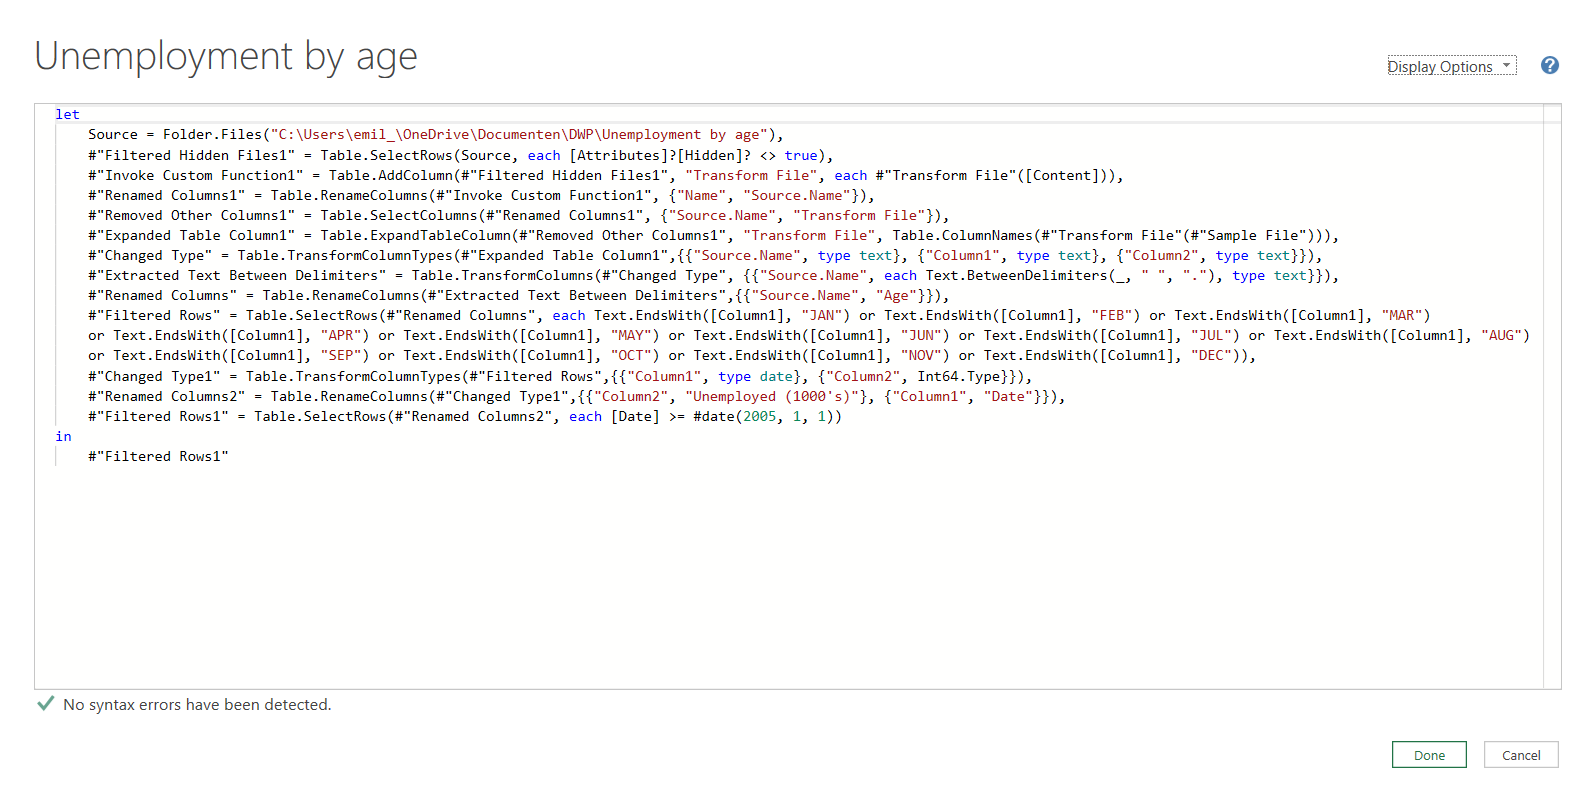 Unemployment by age
Display Options
?
let
Source = Folder.Files("C:\Users\emil_\OneDrive\Documenten\DWP\Unemployment by age"),
#"Filtered Hidden Files1" = Table.SelectRows(Source, each [Attributes]?[Hidden]? <> true),
#"Invoke Custom Function1" = Table.AddColumn(#"Filtered Hidden Files1", "Transform File", each #"Transform File"([Content])),
#"Renamed Columns1" = Table.RenameColumns(#"Invoke Custom Function1", {"Name", "Source.Name"}),
#"Removed Other Columns1" = Table.SelectColumns(#"Renamed Columns1", {"Source.Name", "Transform File"}),
#"Expanded Table Column1" = Table.ExpandTableColumn(#"Removed Other Columns1", "Transform File", Table.ColumnNames(#"Transform File"(#"Sample File"))),
#"Changed Type" = Table.TransformColumnTypes(#"Expanded Table Column1",{{"Source.Name", type text}, {"Column1", type text}, {"Column2", type text}}),
#"Extracted Text Between Delimiters" = Table.TransformColumns(#"Changed Type", {{"Source.Name", each Text.BetweenDelimiters(_, " ", "."), type text}}),
#"Renamed Columns" = Table.RenameColumns(#"Extracted Text Between Delimiters",{{"Source.Name", "Age"}}),
#"Filtered Rows" = Table.SelectRows(#"Renamed Columns", each Text.EndsWith([Column1], "JAN") or Text.EndsWith([Column1], "FEB") or Text.EndsWith([Column1], "MAR")
or Text.EndsWith([Column1], "APR") or Text.EndsWith([Column1], "MAY") or Text.EndsWith([Column1], "JUN") or Text.EndsWith([Column1], "JUL") or Text.EndsWith([Column1], "AUG")
or Text.EndsWith([Column1], "SEP") or Text.EndsWith([Column1], "OCT") or Text.EndsWith([Column1], "NOV") or Text.EndsWith([Column1], "DEC")),
#"Changed Type1" = Table.TransformColumnTypes(#"Filtered Rows",{{"Column1", type date}, {"Column2", Int64.Type}}),
#"Renamed Columns2" = Table.RenameColumns(#"Changed Type1",{{"Column2", "Unemployed (1000's)"}, {"Column1", "Date"}}),
#"Filtered Rows1" = Table.SelectRows(#"Renamed Columns2", each [Date] >= #date(2005, 1, 1))
in
#"Filtered Rows1"
No syntax errors have been detected.
Done
Cancel